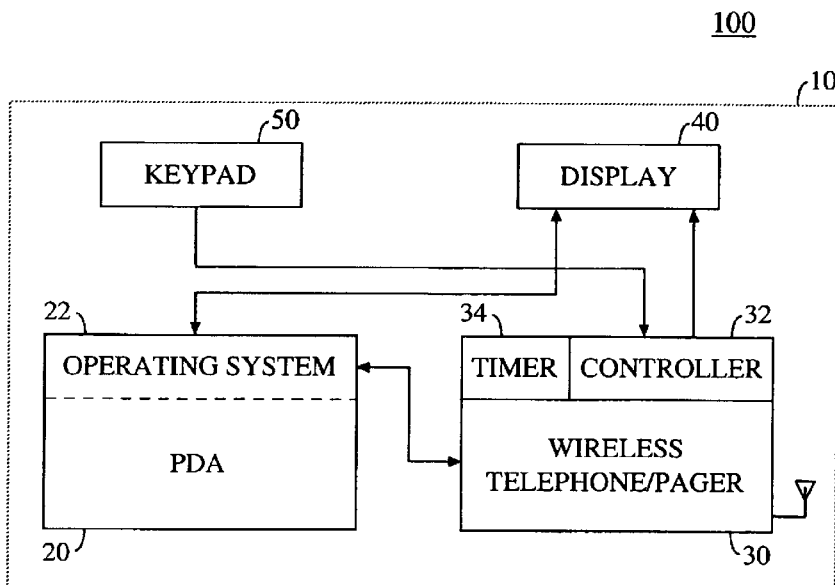 100
10
50
40
KEYPAD
DISPLAY
22
34
32
OPERATING SYSTEM
TIMER
CONTROLLER
PDA
WIRELESS
TELEPHONE/PAGER
20
30